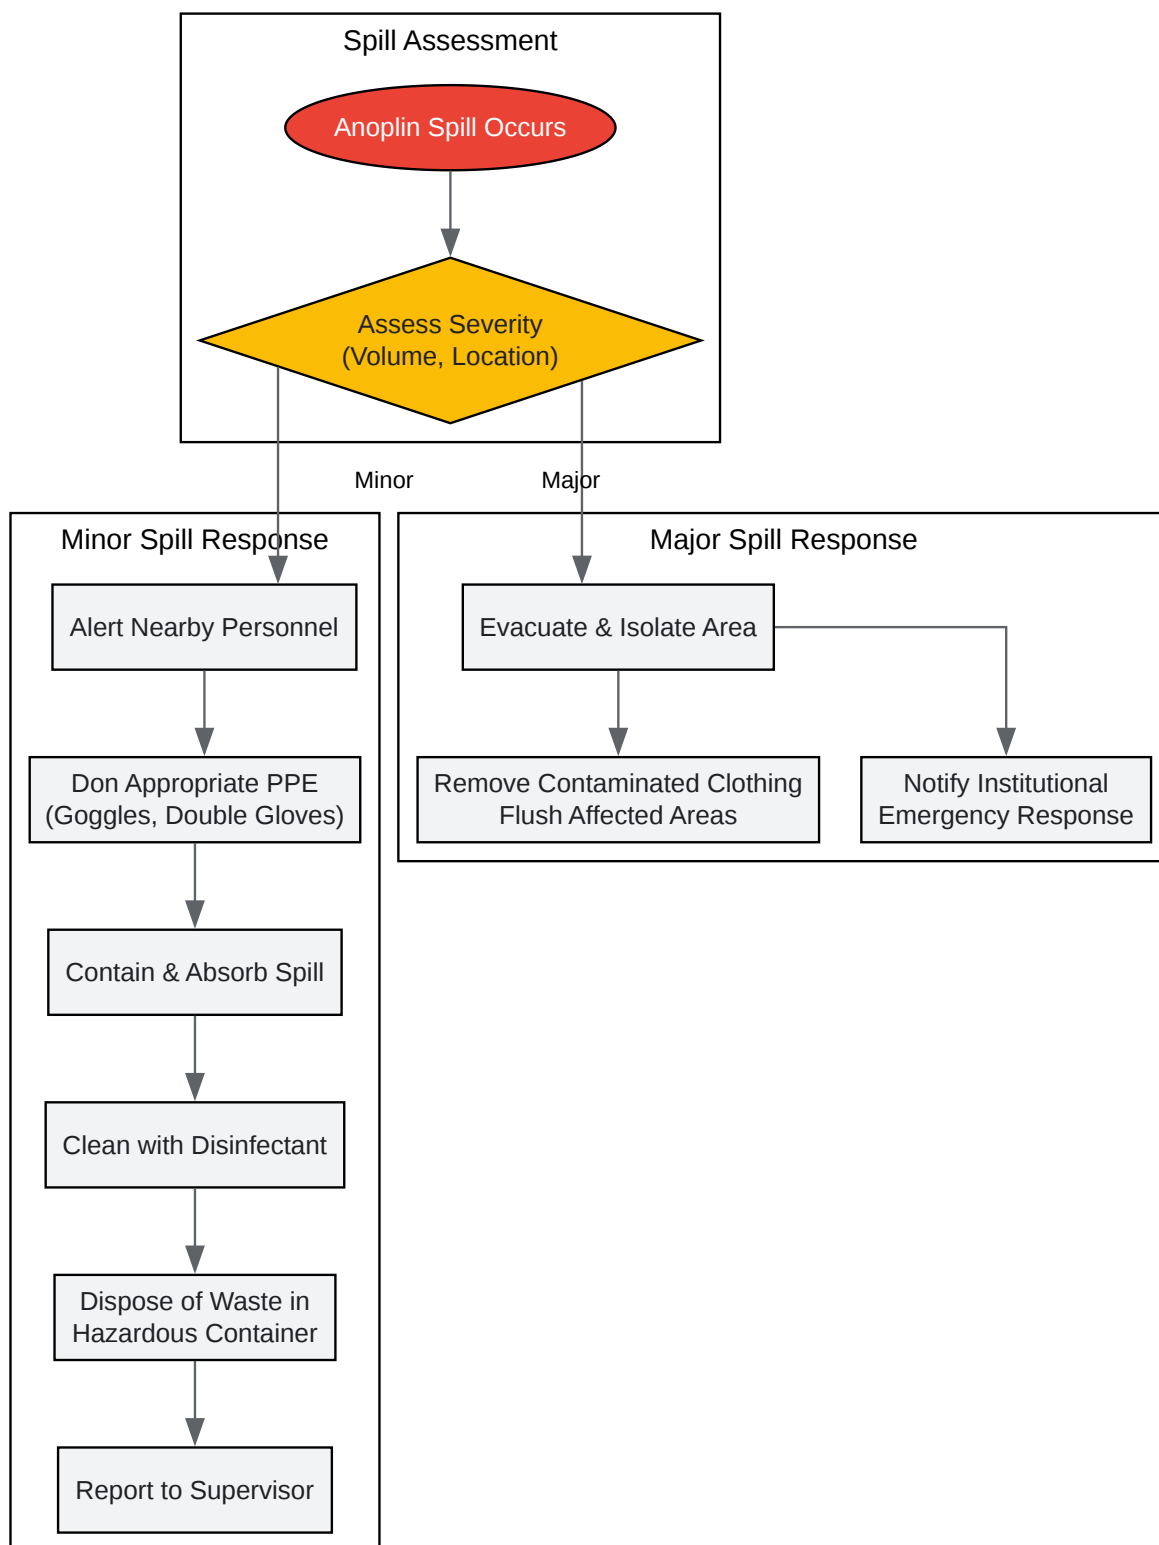 Spill Assessment
Anoplin Spill Occurs
Assess Severity
(Volume, Location)
Minor
Major
Minor Spill Response
Alert Nearby Personnel
Don Appropriate PPE
(Goggles, Double Gloves)
Contain & Absorb Spill
Clean with Disinfectant
Dispose of Waste in
Hazardous Container
Report to Supervisor
Major Spill Response
Evacuate & Isolate Area
Remove Contaminated Clothing
Flush Affected Areas
Notify Institutional
Emergency Response